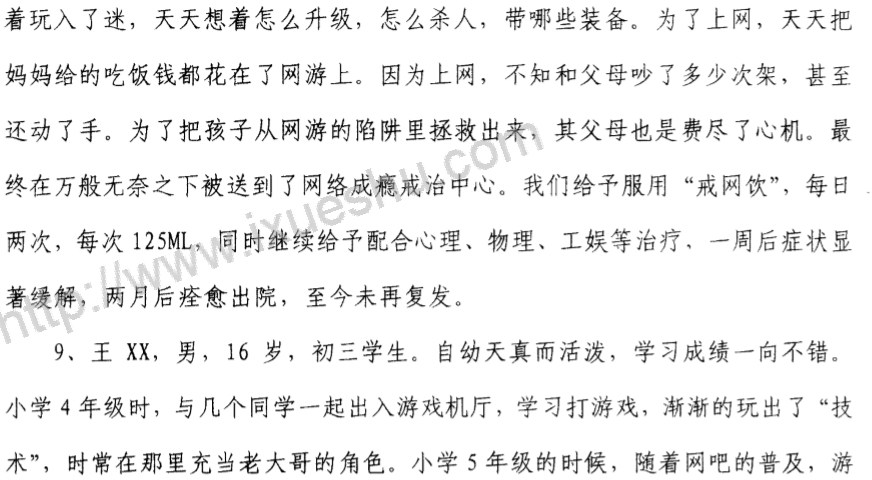 着玩入了迷，天天想着怎么升级，怎么杀人，带哪些装备。为了上网，天天把
妈妈给的吃饭钱都花在了网游上。因为上网，不知和父母吵了多少次架，甚至
还动了手。为了把孩子从网游的陷阱里拯救出来，其父母也是费尽了心机。最
终在万般无奈之下被送到了网络成瘾戒治中心。我们给予服用“戒网饮”，每日
两次，每次125ML，同时继续给予配合心理、物理、工娱等治疗，一周后症状显
著缓解，两月后痊愈出院，至今未再复发。
9、王 XX，男，16 岁，初三学生。自幼天真而活泼，学习成绩一向不错。
小学 4 年级时，与几个同学一起出入游戏机厅，学习打游戏，渐渐的玩出了“技
术”，时常在那里充当老大哥的角色。小学 5 年级的时候，随着网吧的普及，游
http://www.ixueshu.com